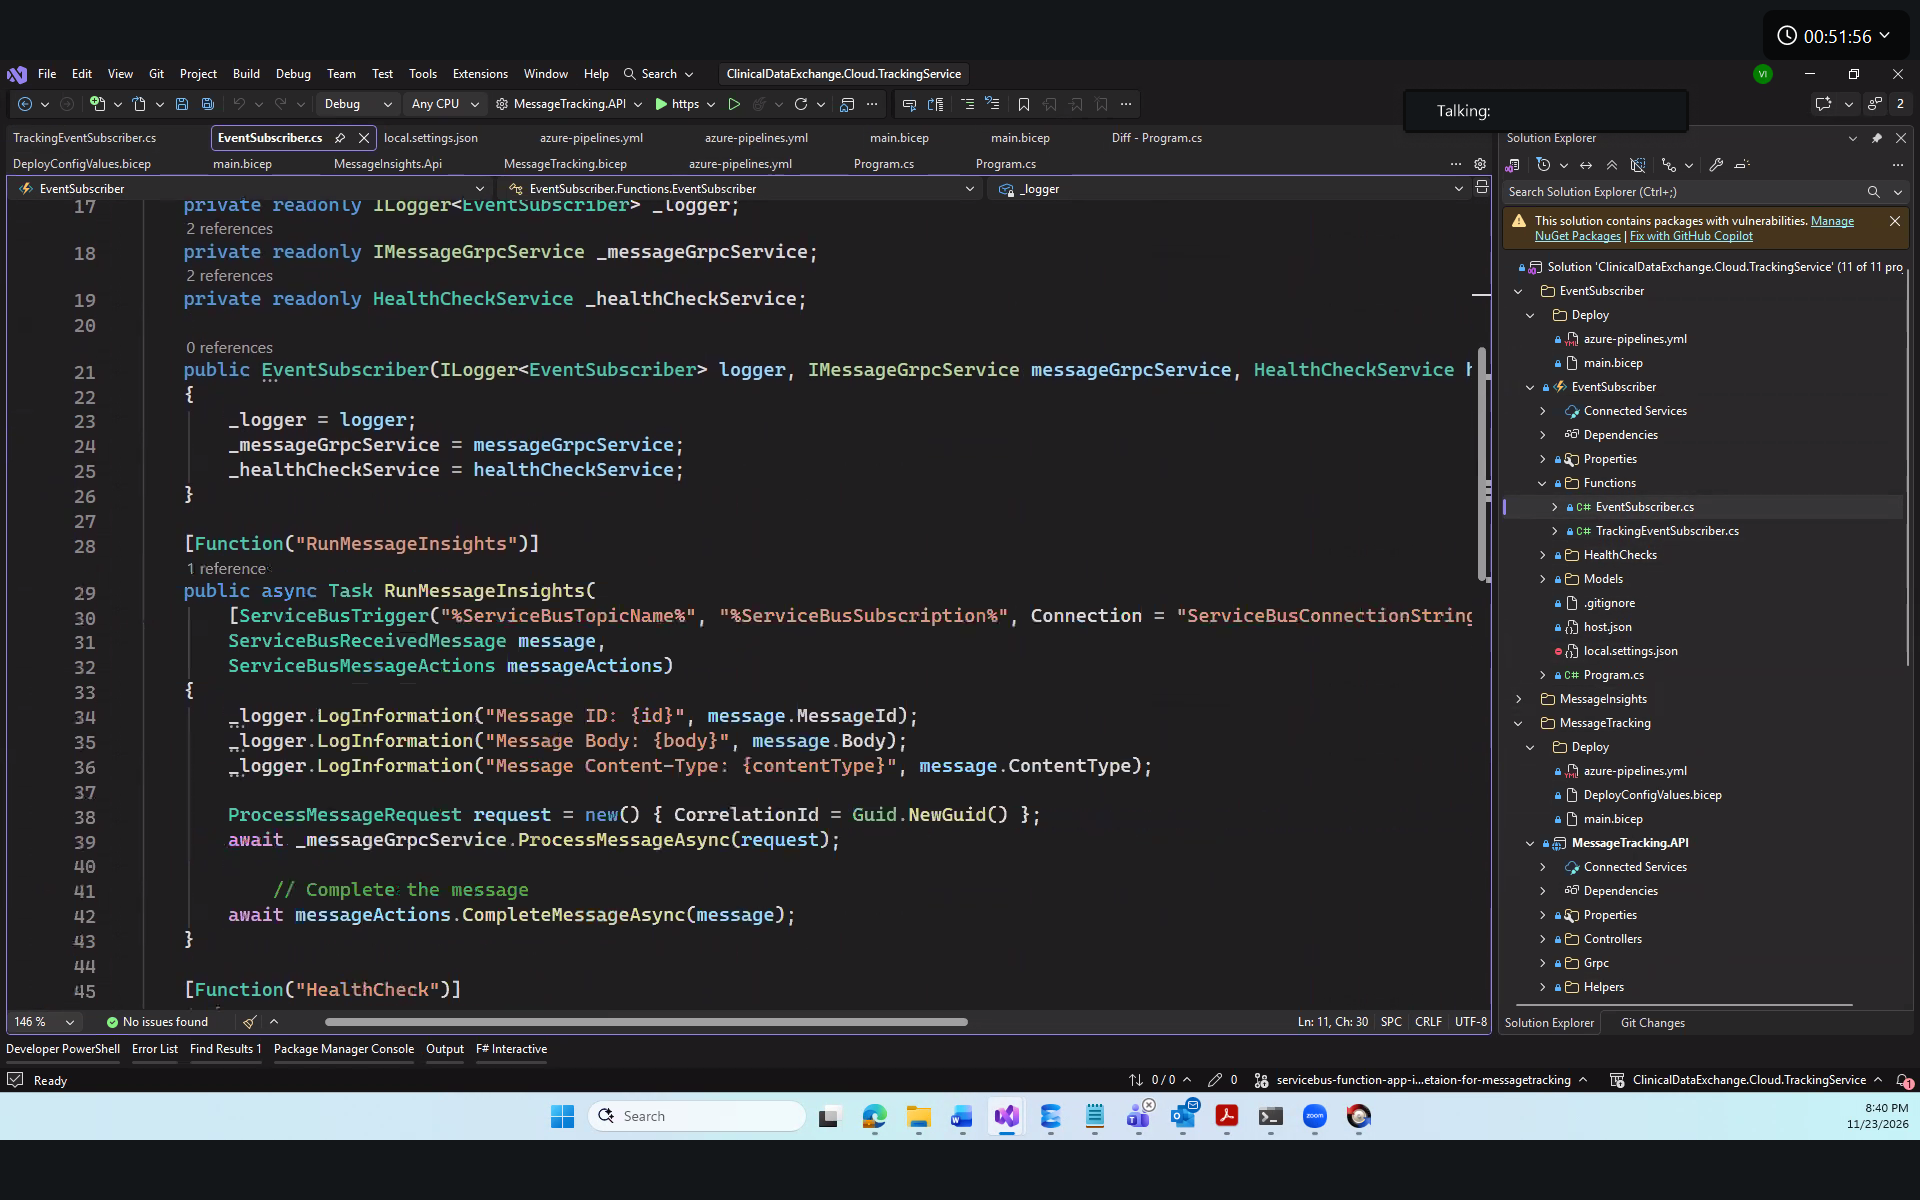 00:51:56
File Edit View Git Project Build Debug Team Test Tools Extensions Window Help Search ClinicalDataExchange.Cloud.TrackingService VI
Debug Any CPU MessageTracking.API https 2
Talking:
TrackingEventSubscriber.cs EventSubscriber.cs local.settings.json azure-pipelines.yml azure-pipelines.yml main.bicep main.bicep Diff - Program.cs
DeployConfigValues.bicep main.bicep MessageInsights.Api MessageTracking.bicep azure-pipelines.yml Program.cs Program.cs
EventSubscriber EventSubscriber.Functions.EventSubscriber _logger
17 private readonly ILogger<EventSubscriber> _logger;
2 references
18 private readonly IMessageGrpcService _messageGrpcService;
2 references
19 private readonly HealthCheckService _healthCheckService;
20
0 references
21 public EventSubscriber(ILogger<EventSubscriber> logger, IMessageGrpcService messageGrpcService, HealthCheckService h
22 {
23 _logger = logger;
24 _messageGrpcService = messageGrpcService;
25 _healthCheckService = healthCheckService;
26 }
27
28 [Function("RunMessageInsights")]
1 reference
29 public async Task RunMessageInsights(
30 [ServiceBusTrigger("%ServiceBusTopicName%", "%ServiceBusSubscription%", Connection = "ServiceBusConnectionString
31 ServiceBusReceivedMessage message,
32 ServiceBusMessageActions messageActions)
33 {
34 _logger.LogInformation("Message ID: {id}", message.MessageId);
35 _logger.LogInformation("Message Body: {body}", message.Body);
36 _logger.LogInformation("Message Content-Type: {contentType}", message.ContentType);
37
38 ProcessMessageRequest request = new() { CorrelationId = Guid.NewGuid() };
39 await _messageGrpcService.ProcessMessageAsync(request);
40
41 // Complete the message
42 await messageActions.CompleteMessageAsync(message);
43 }
44
45 [Function("HealthCheck")]
146 % No issues found Ln: 11, Ch: 30 SPC CRLF UTF-8
Solution Explorer
Search Solution Explorer (Ctrl+;)
This solution contains packages with vulnerabilities. Manage
NuGet Packages | Fix with GitHub Copilot
Solution 'ClinicalDataExchange.Cloud.TrackingService' (11 of 11 pro
EventSubscriber
Deploy
azure-pipelines.yml
main.bicep
EventSubscriber
Connected Services
Dependencies
Properties
Functions
C# EventSubscriber.cs
C# TrackingEventSubscriber.cs
HealthChecks
Models
.gitignore
host.json
local.settings.json
C# Program.cs
MessageInsights
MessageTracking
Deploy
azure-pipelines.yml
DeployConfigValues.bicep
main.bicep
MessageTracking.API
Connected Services
Dependencies
Properties
Controllers
Grpc
Helpers
Solution Explorer Git Changes
Developer PowerShell Error List Find Results 1 Package Manager Console Output F# Interactive
Ready 0 / 0 0 servicebus-function-app-i...etaion-for-messagetracking ClinicalDataExchange.Cloud.TrackingService 1
Search zoom
8:40 PM
11/23/2026